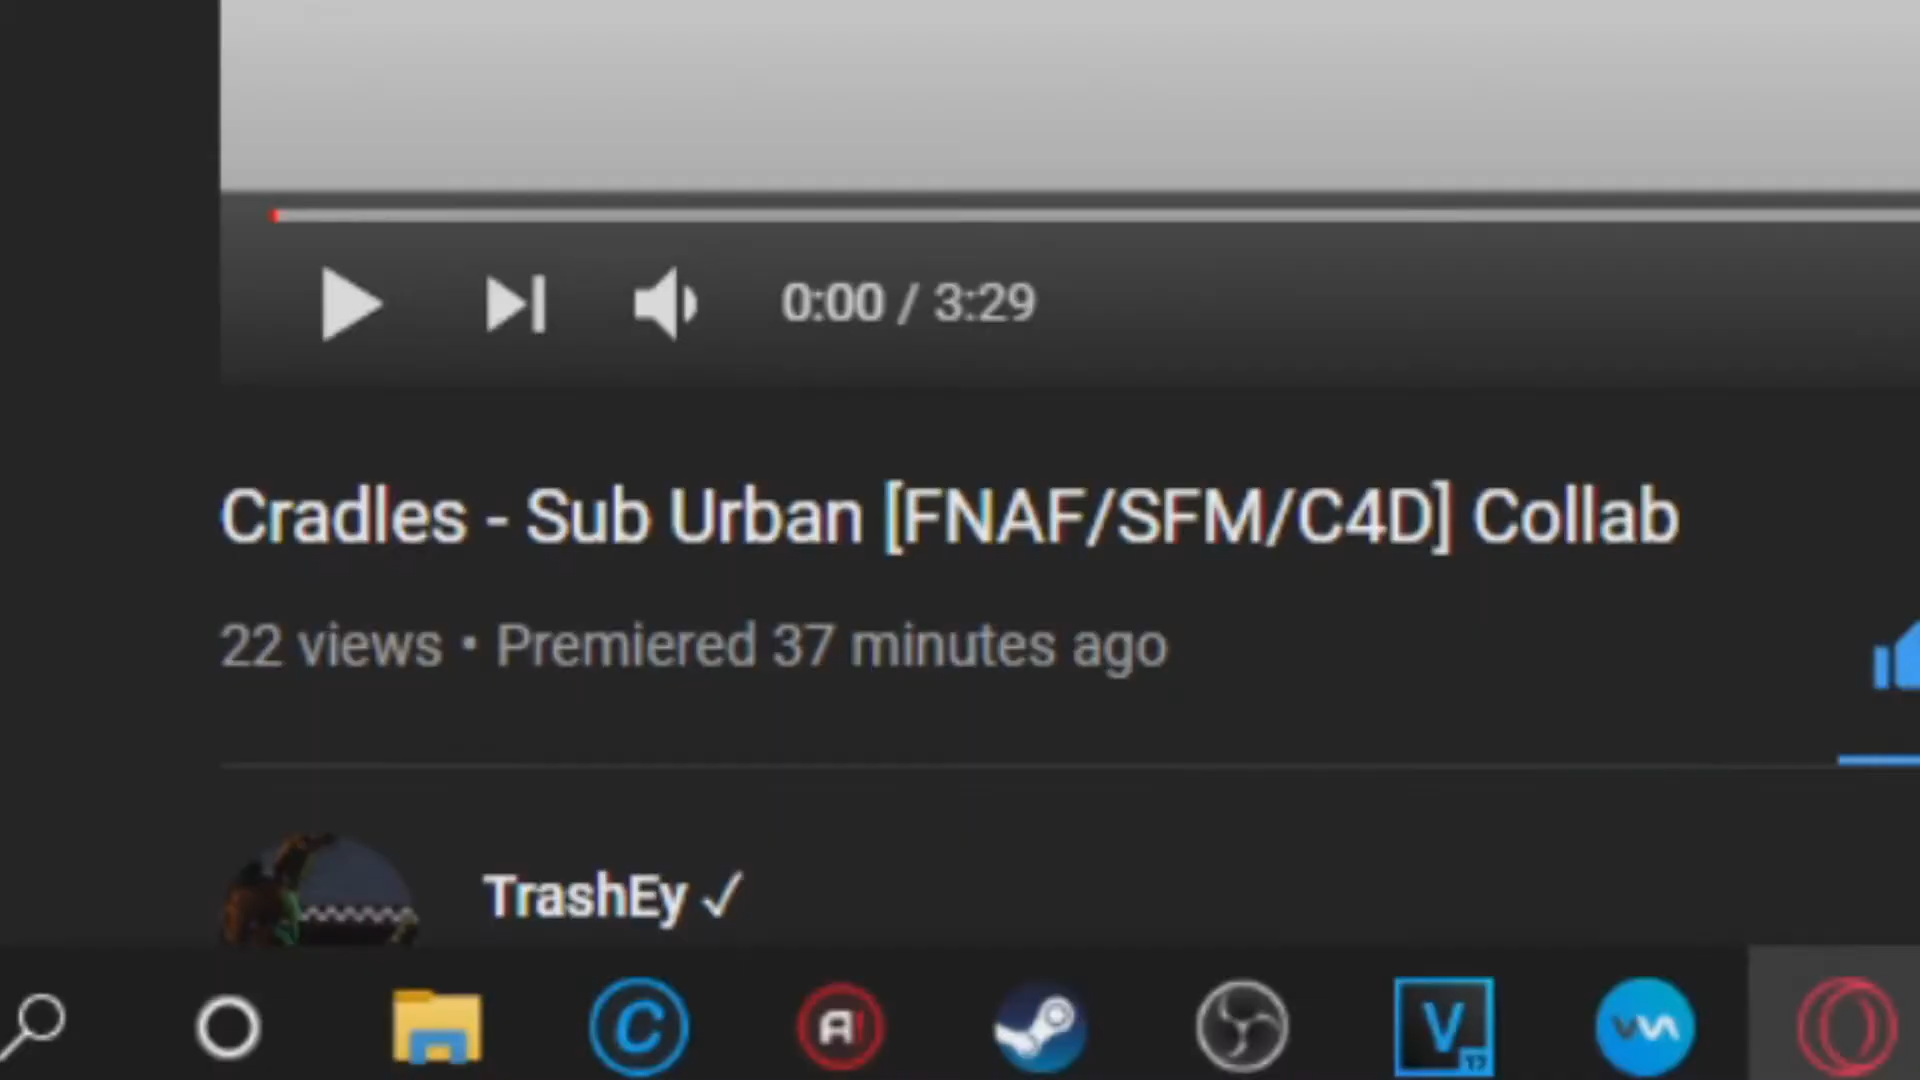 0:00 / 3:29
Cradles - Sub Urban [FNAF/SFM/C4D] Collab
22 views • Premiered 37 minutes ago
TrashEy ✓